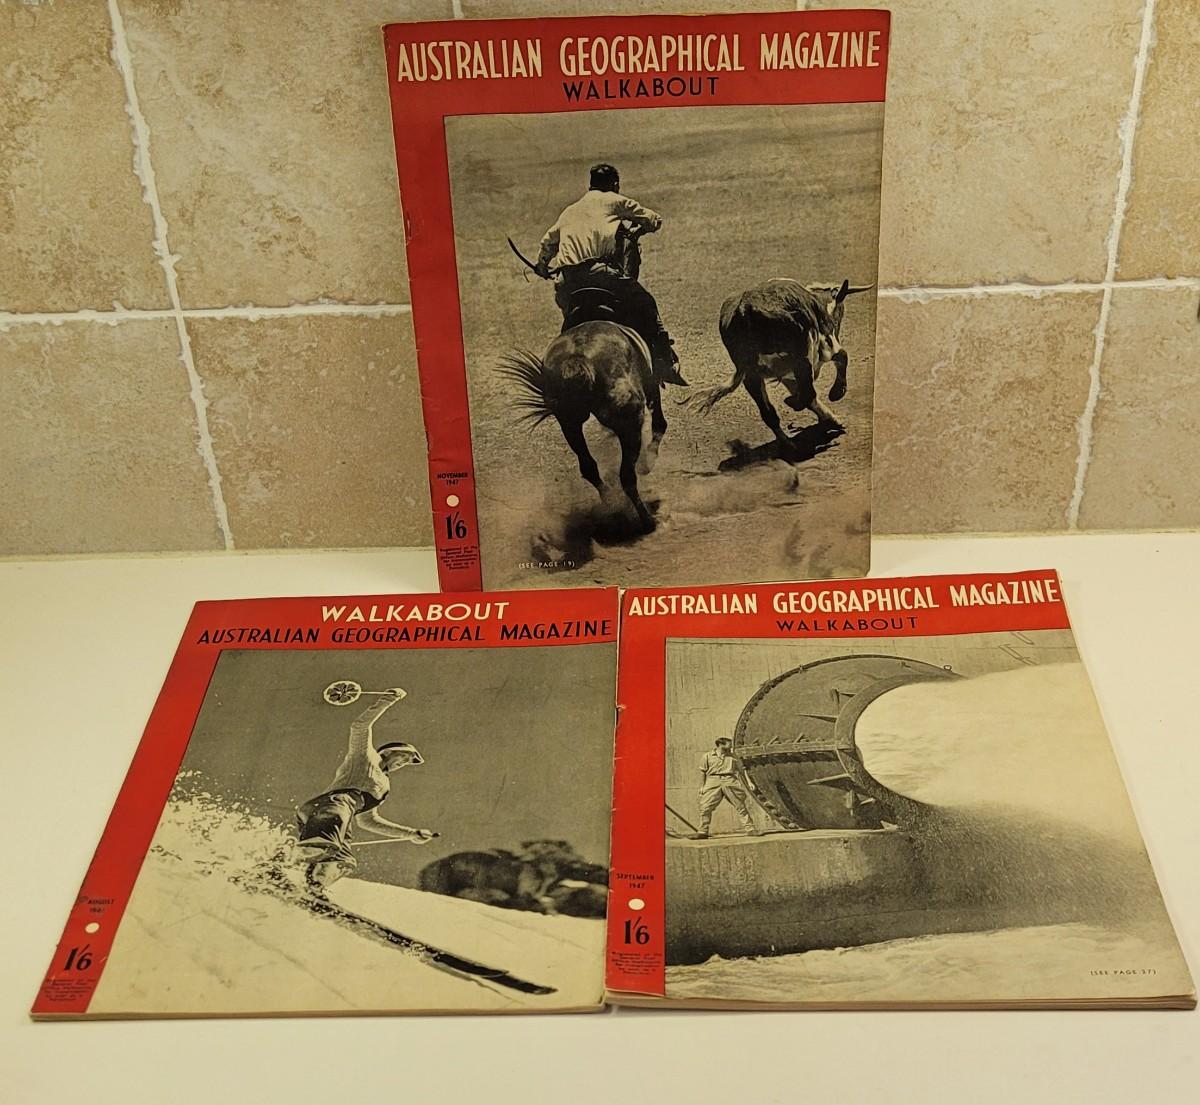 AUSTRALIAN GEOGRAPHICAL MAGAZINE
WALKABOUT
NOVEMBER
1947
1'6
(SEE PAGE 19)
WALKABOUT
AUSTRALIAN GEOGRAPHICAL MAGAZINE
AUGUST
1'6
AUSTRALIAN GEOGRAPHICAL MAGAZINE
WALKABOUT
SEPTEMBER
1947
1'6
(SEE PAGE 37)